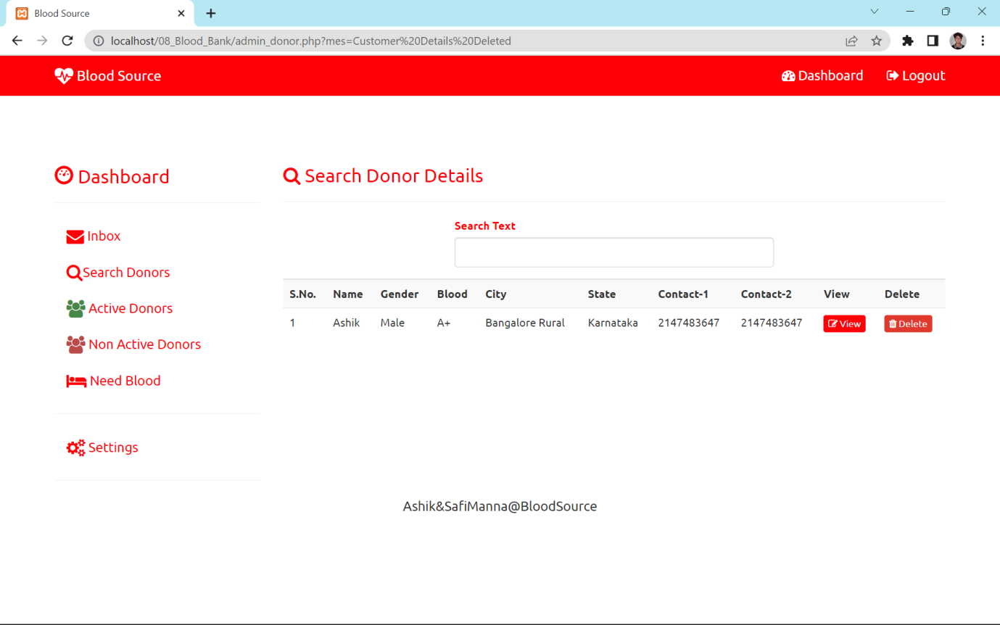 Blood Source
localhost/08_Blood_Bank/admin_donor.php?mes=Customer%20Details%20Deleted
Blood Source Dashboard Logout
Dashboard
Inbox
Search Donors
Active Donors
Non Active Donors
Need Blood
Settings
Search Donor Details
Search Text
S.No. Name Gender Blood City State Contact-1 Contact-2 View Delete
1 Ashik Male A+ Bangalore Rural Karnataka 2147483647 2147483647 View Delete
Ashik&SafiManna@BloodSource